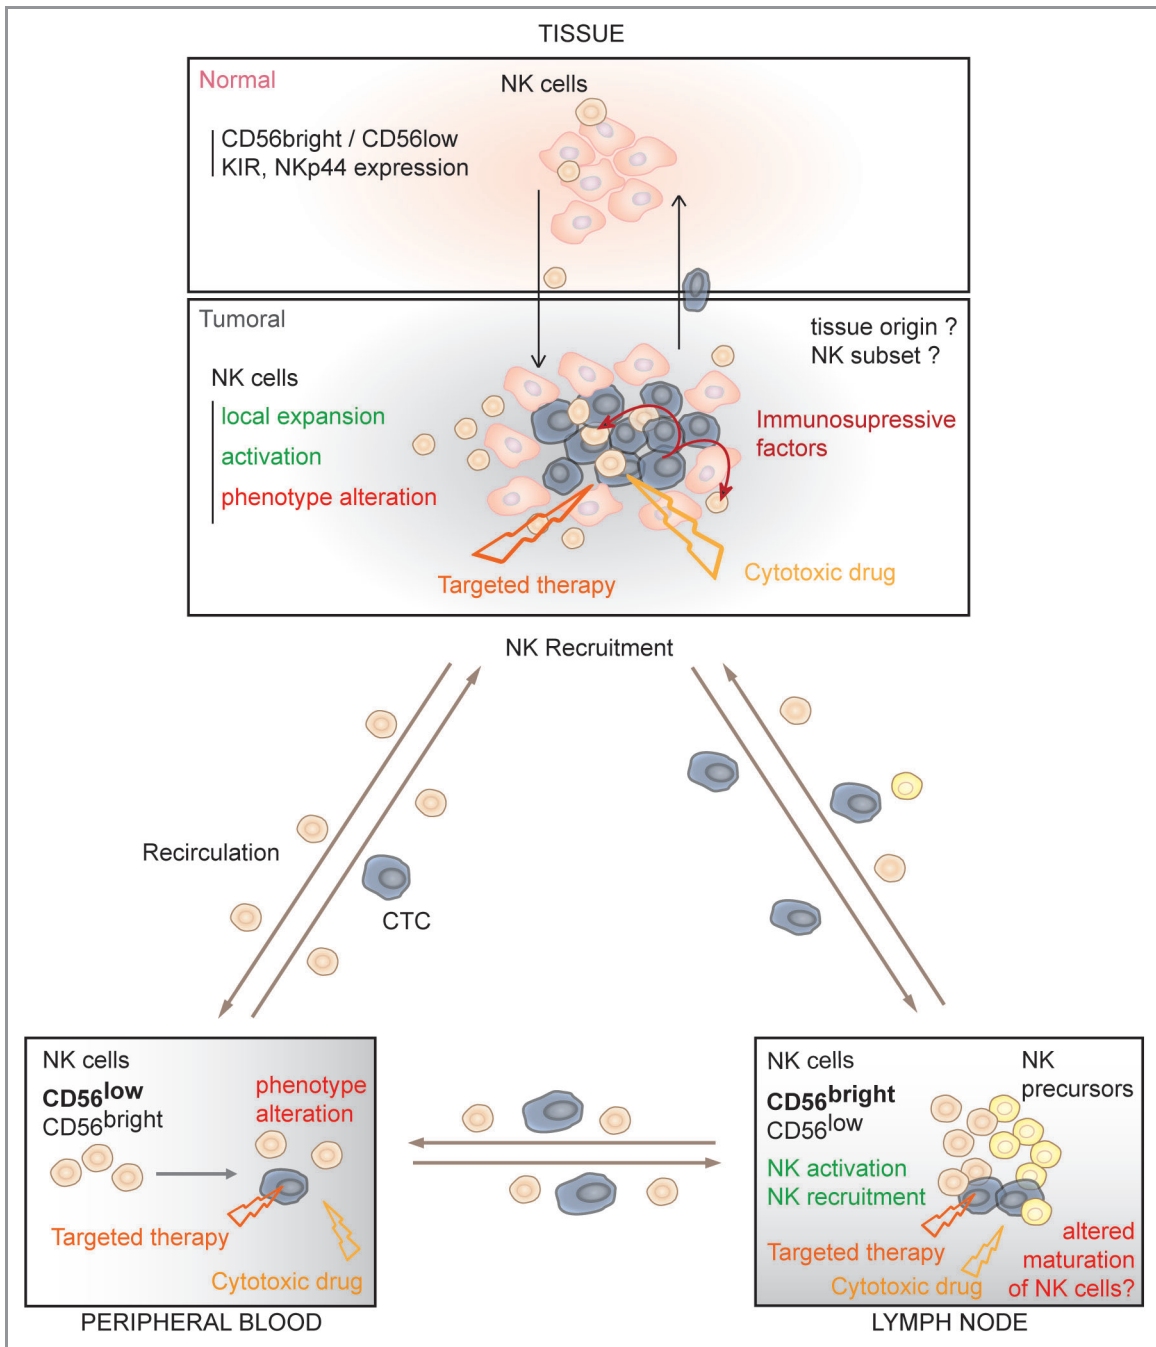 TISSUE
Normal
NK cells
CD56bright / CD56low
KIR, NKp44 expression
Tumoral
tissue origin ?
NK subset ?
NK cells
local expansion
activation
phenotype alteration
Immunosupressive
factors
Targeted therapy
Cytotoxic drug
NK Recruitment
Recirculation
CTC
NK cells
CD56low
CD56bright
phenotype
alteration
Targeted therapy
Cytotoxic drug
PERIPHERAL BLOOD
NK cells
CD56bright
CD56low
NK
precursors
NK activation
NK recruitment
Targeted therapy
Cytotoxic drug
altered
maturation
of NK cells?
LYMPH NODE